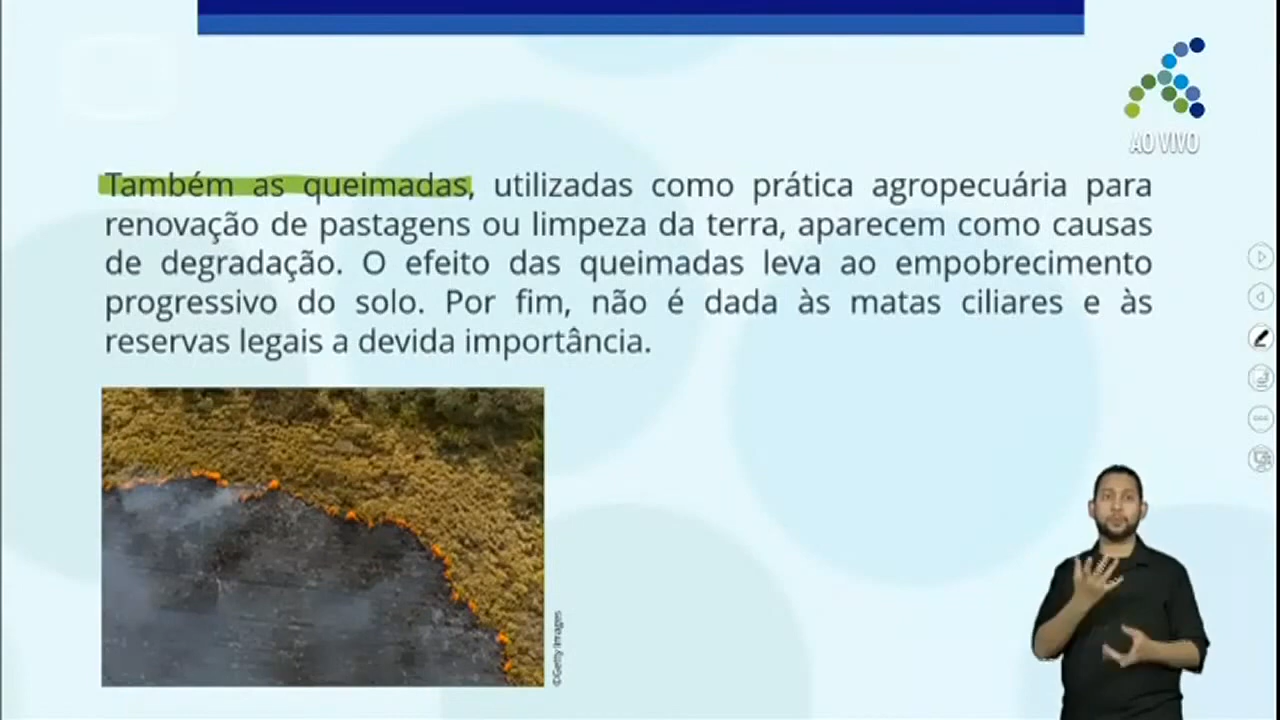 AO VIVO
Também as queimadas, utilizadas como prática agropecuária para
renovação de pastagens ou limpeza da terra, aparecem como causas
de degradação. O efeito das queimadas leva ao empobrecimento
progressivo do solo. Por fim, não é dada às matas ciliares e às
reservas legais a devida importância.
©Getty Images